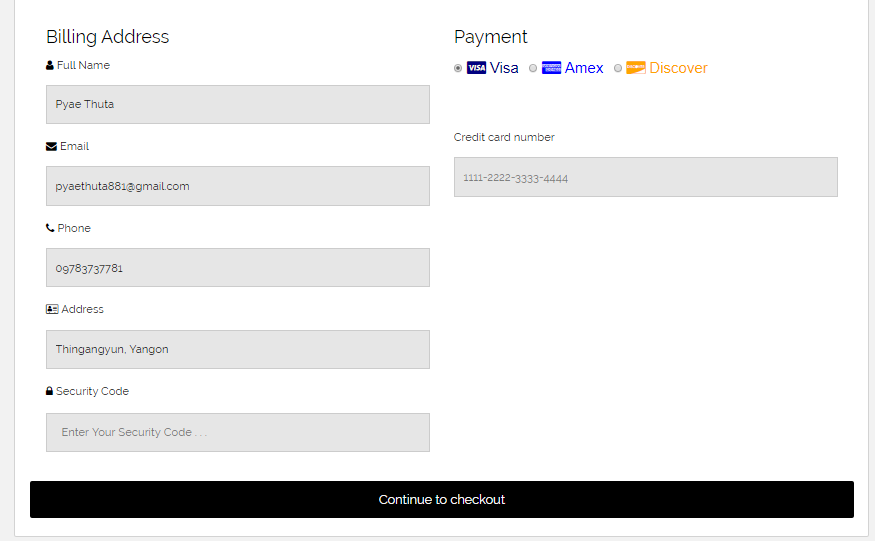 Billing Address
Full Name
Pyae Thuta
Email
pyaethuta881@gmail.com
Phone
09783737781
Address
Thingangyun, Yangon
Security Code
Enter Your Security Code . . .
Payment
VISA Visa Amex Discover
Credit card number
1111-2222-3333-4444
Continue to checkout